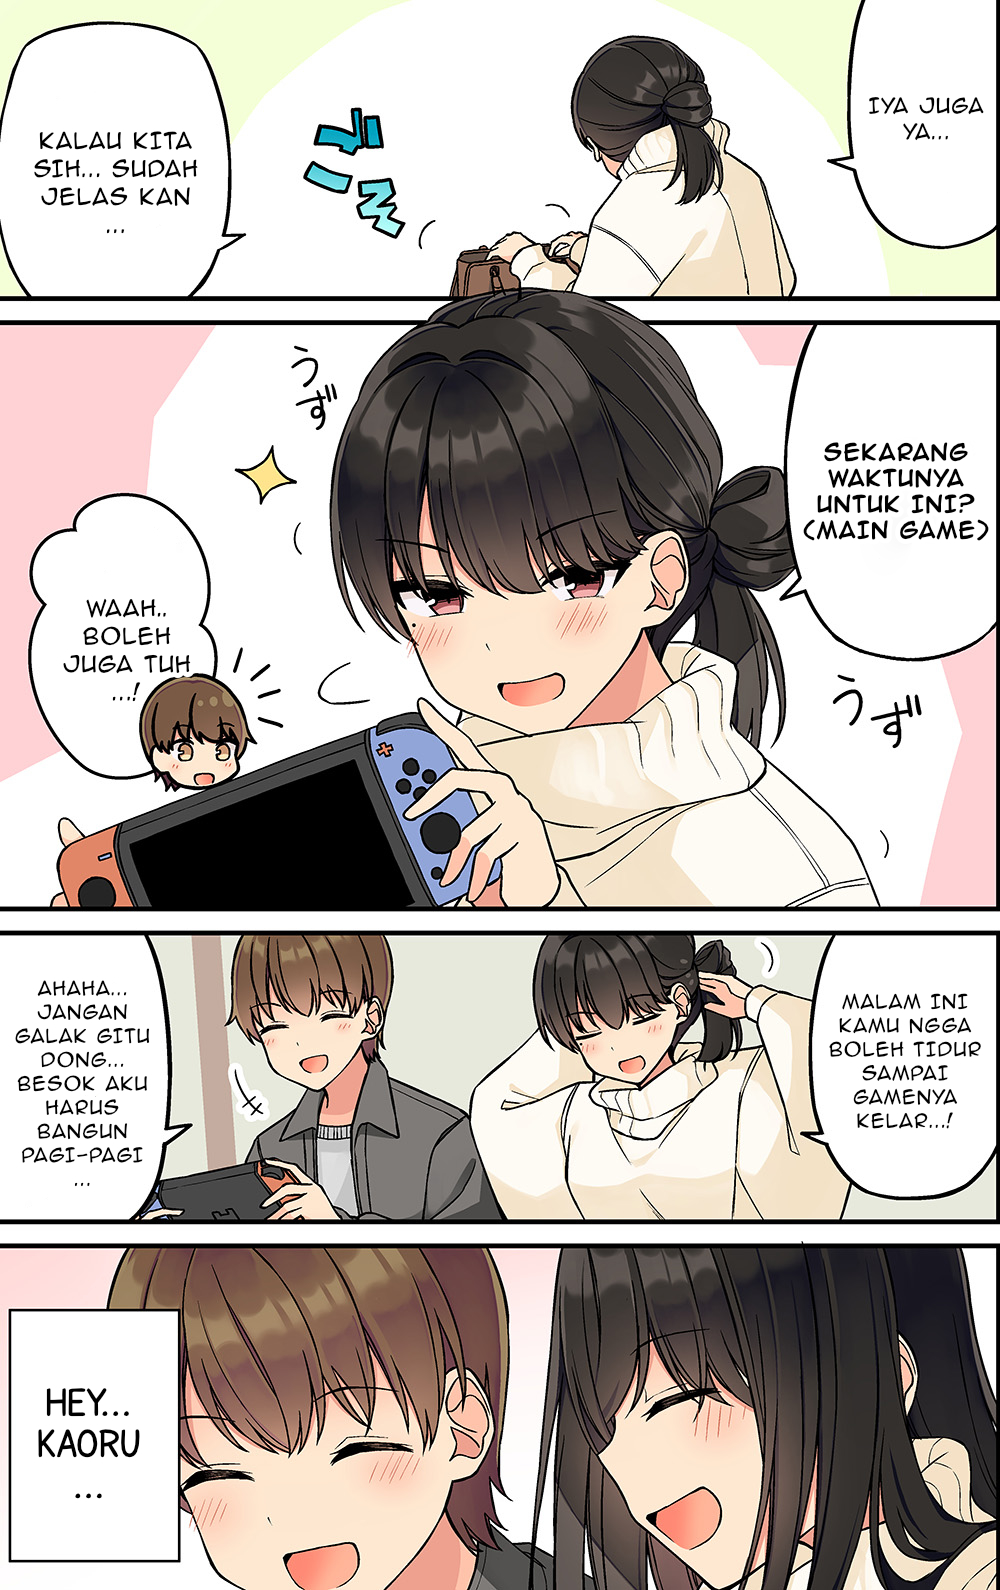 IYA JUGA
YA...
KALAU KITA
SIH... SUDAH
JELAS KAN
...
ゴソ
SEKARANG
WAKTUNYA
UNTUK INI?
(MAIN GAME)
うず
うず
WAAH..
BOLEH
JUGA TUH
...!
MALAM INI
KAMU NGGA
BOLEH TIDUR
SAMPAI
GAMENYA
KELAR...!
AHAHA...
JANGAN
GALAK GITU
DONG...
BESOK AKU
HARUS
BANGUN
PAGI-PAGI
...
HEY...
KAORU
...